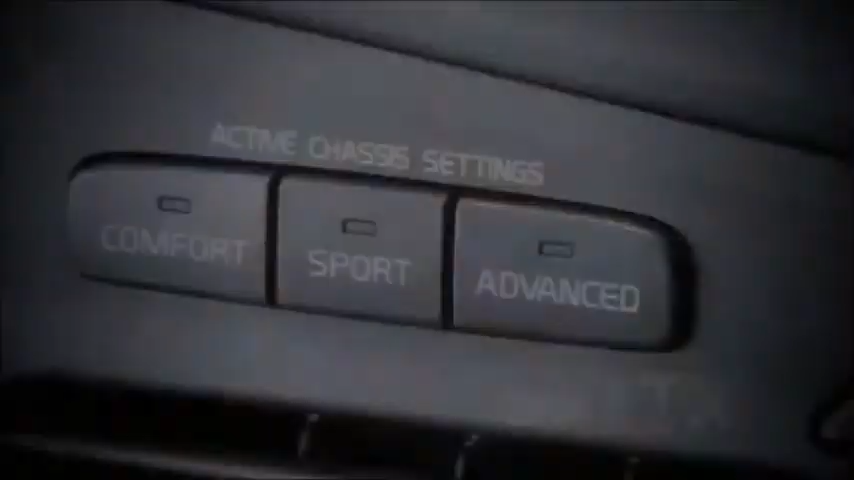 ACTIVE CHASSIS SETTINGS
COMFORT
SPORT
ADVANCED